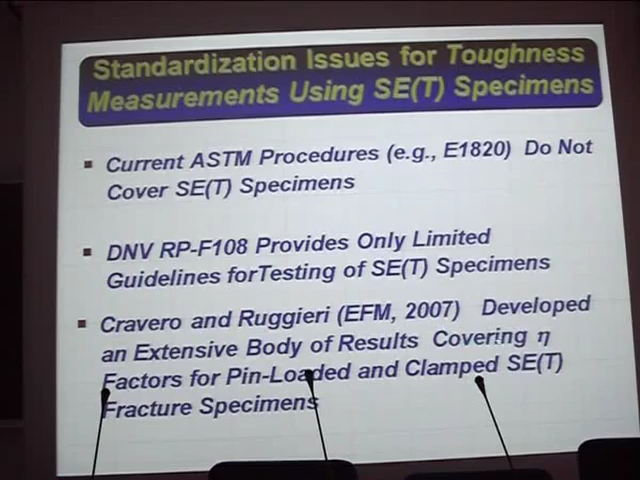 Standardization Issues for Toughness
Measurements Using SE(T) Specimens
Current ASTM Procedures (e.g., E1820) Do Not
Cover SE(T) Specimens
DNV RP-F108 Provides Only Limited
Guidelines forTesting of SE(T) Specimens
Cravero and Ruggieri (EFM, 2007) Developed
an Extensive Body of Results Covering η
Factors for Pin-Loaded and Clamped SE(T)
Fracture Specimens